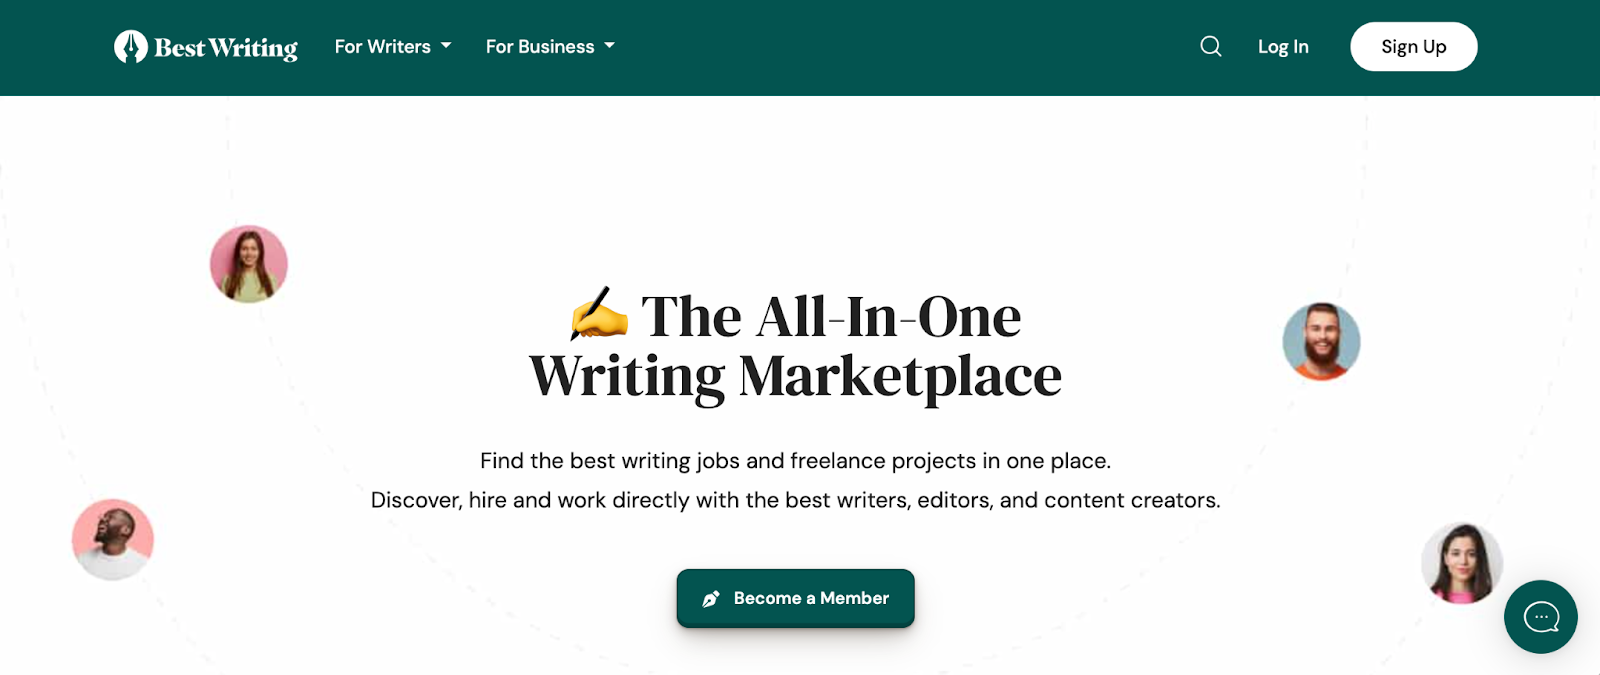 Best Writing
For Writers
For Business
Log In
Sign Up
✍️ The All-In-One
Writing Marketplace
Find the best writing jobs and freelance projects in one place.
Discover, hire and work directly with the best writers, editors, and content creators.
Become a Member